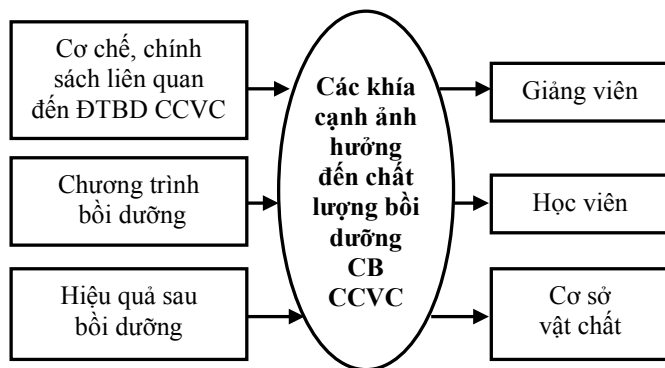 Cơ chế, chính
sách liên quan
đến ĐTBD CCVC
Chương trình
bồi dưỡng
Hiệu quả sau
bồi dưỡng
Các khía
cạnh ảnh
hưởng
đến chất
lượng bồi
dưỡng
CB
CCVC
Giảng viên
Học viên
Cơ sở
vật chất